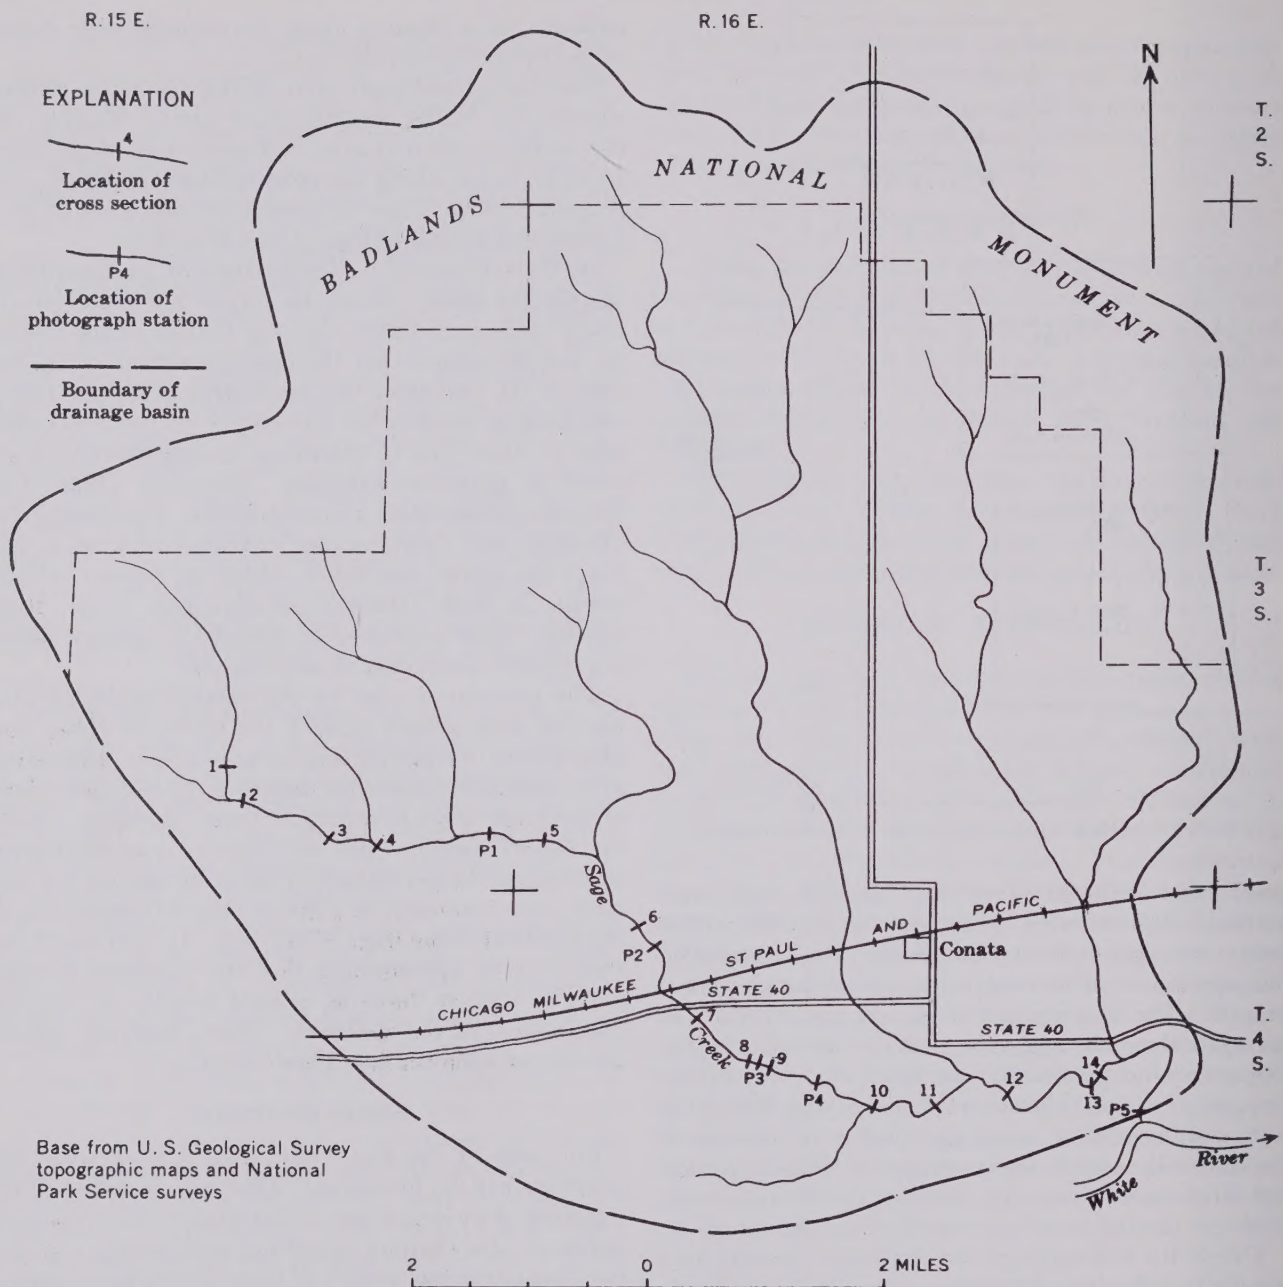 R. 15 E.
R. 16 E.
N
T.
2
S.
EXPLANATION
4
Location of
cross section
P4
Location of
photograph station
Boundary of
drainage basin
BADLANDS
NATIONAL
MONUMENT
T.
3
S.
1
2
3
4
P1
5
Sage
6
P2
CHICAGO MILWAUKEE ST PAUL AND PACIFIC
Conata
STATE 40
STATE 40
T.
4
S.
7
Creek
8
P3
9
P4
10
11
12
13
14
P5
White
River
Base from U. S. Geological Survey
topographic maps and National
Park Service surveys
2 0 2 MILES